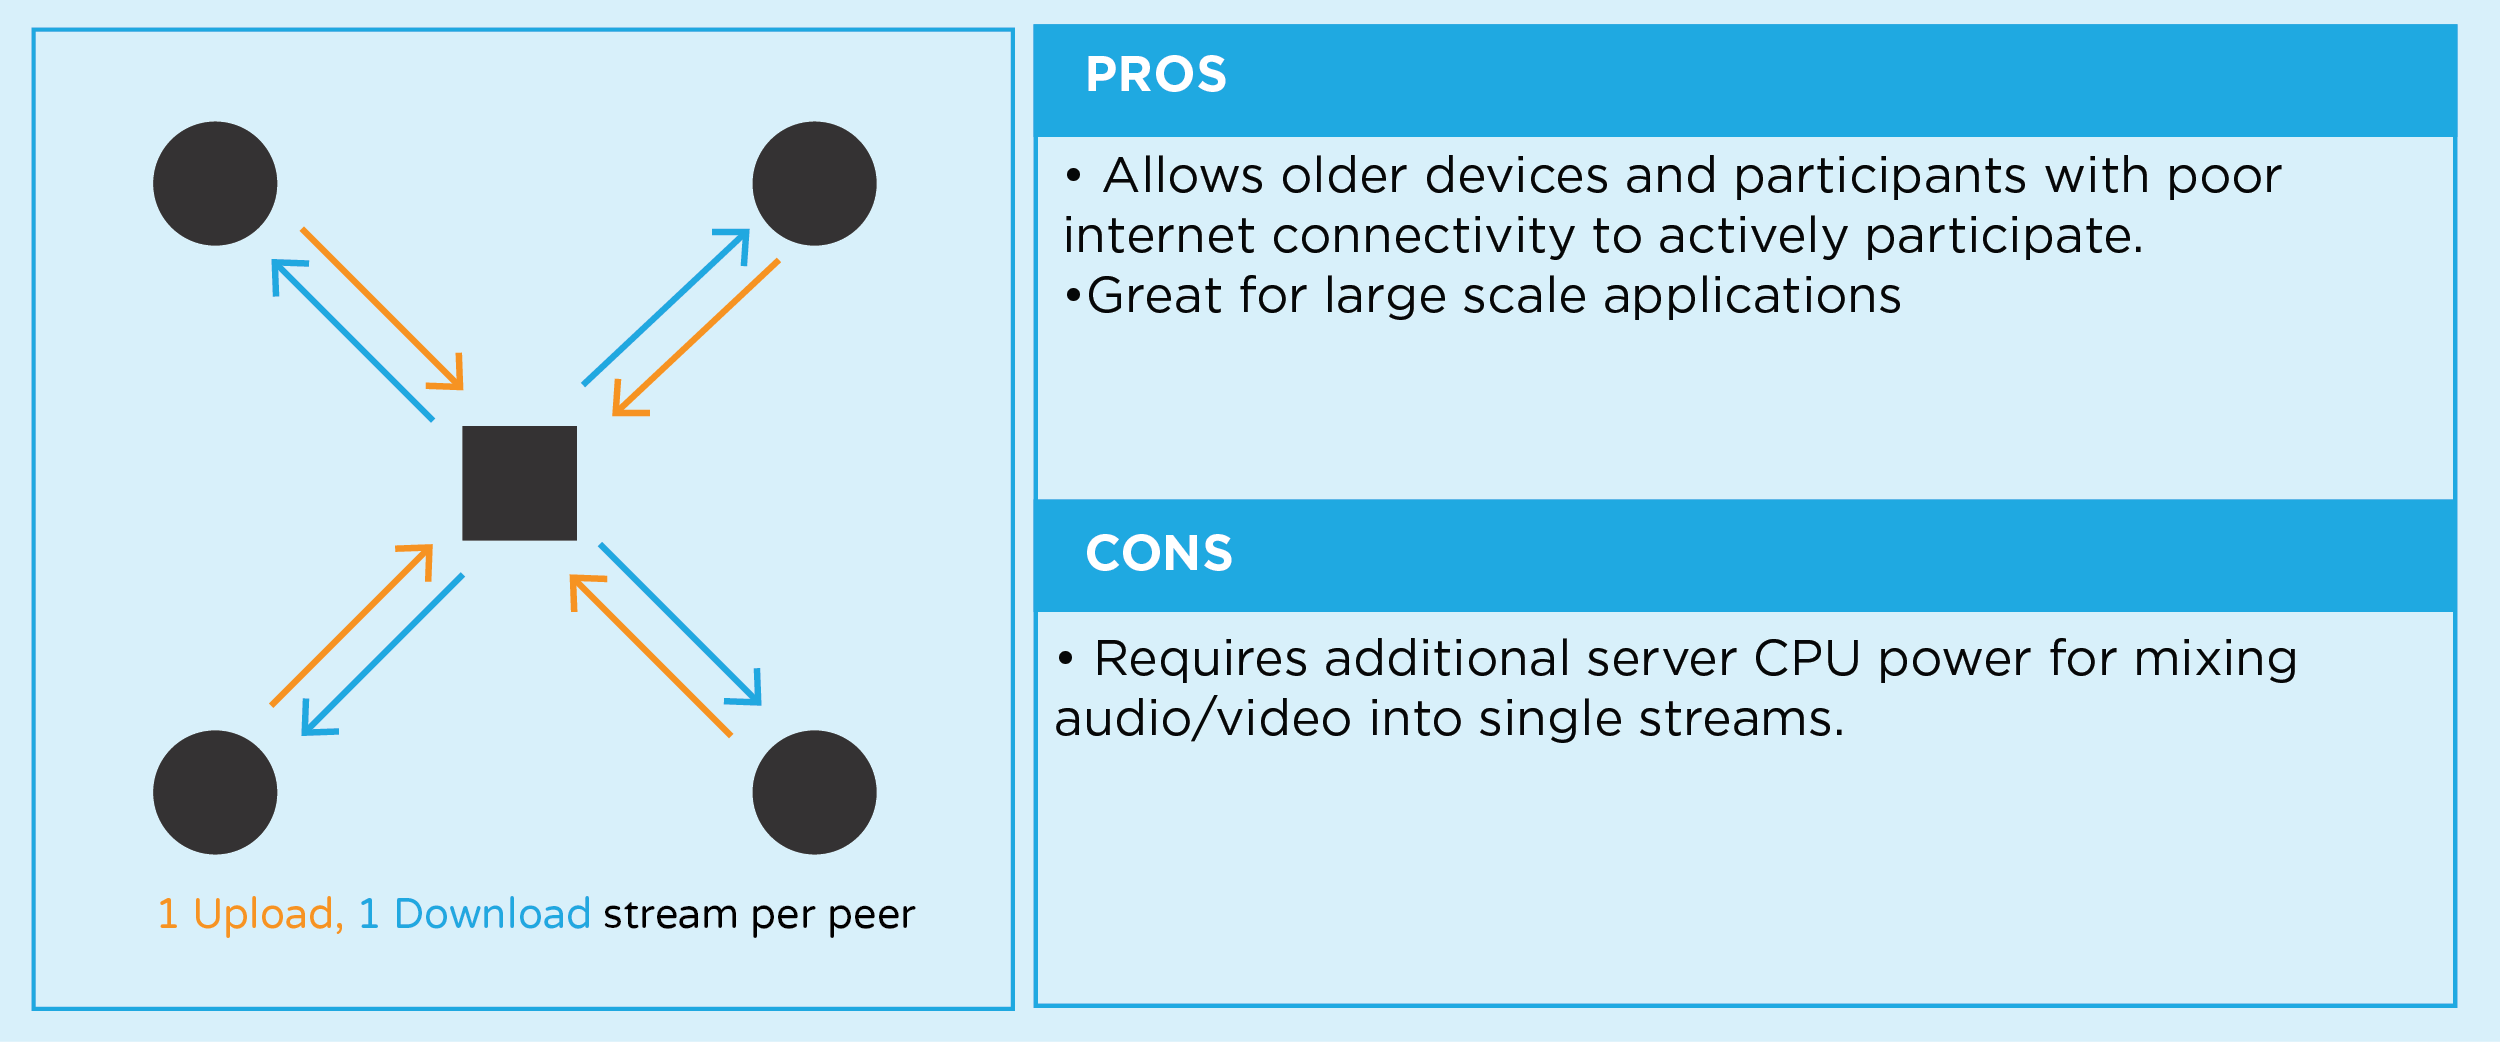 PROS
• Allows older devices and participants with poor
internet connectivity to actively participate.
•Great for large scale applications
CONS
• Requires additional server CPU power for mixing
audio/video into single streams.
1 Upload, 1 Download stream per peer